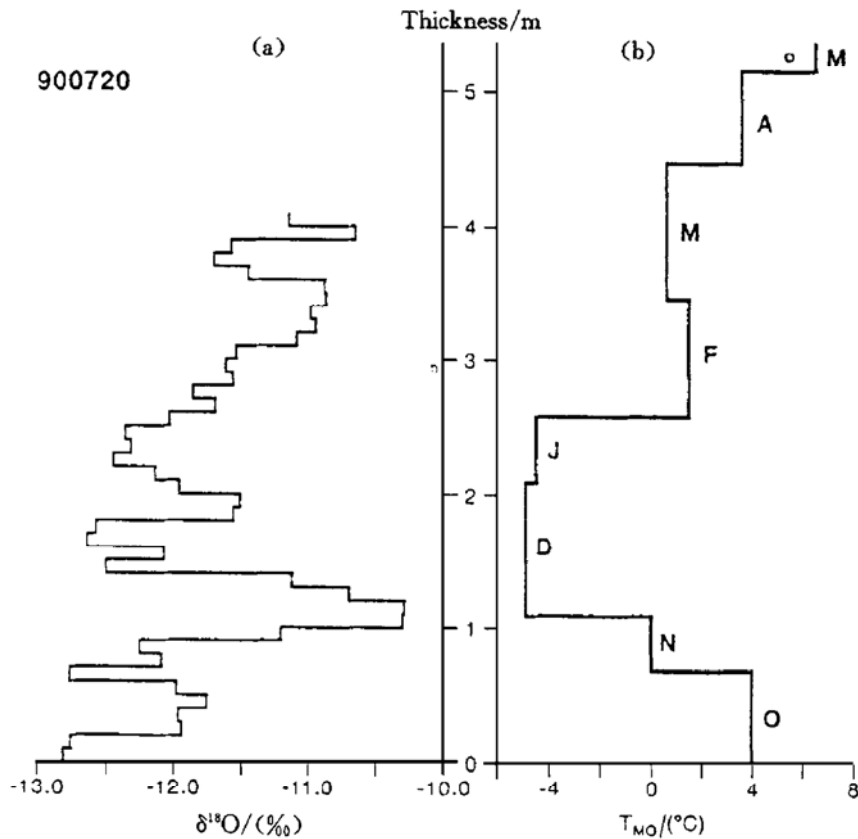 Thickness/m
(a)
(b)
900720
M
5
A
4
M
3
F
J
2
D
1
N
O
0
-13.0 -12.0 -11.0 -10.0 -4 0 4 8
δ¹⁸O/(‰) T_MO/(°C)